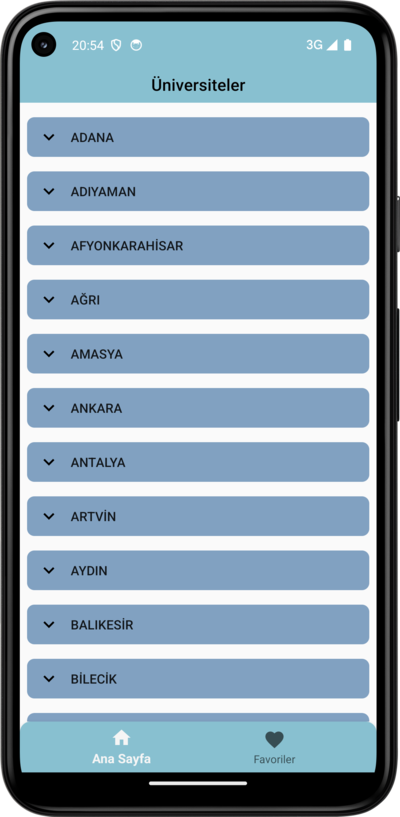 20:54 3G
Üniversiteler
ADANA
ADIYAMAN
AFYONKARAHİSAR
AĞRI
AMASYA
ANKARA
ANTALYA
ARTVİN
AYDIN
BALIKESİR
BİLECİK
Ana Sayfa Favoriler